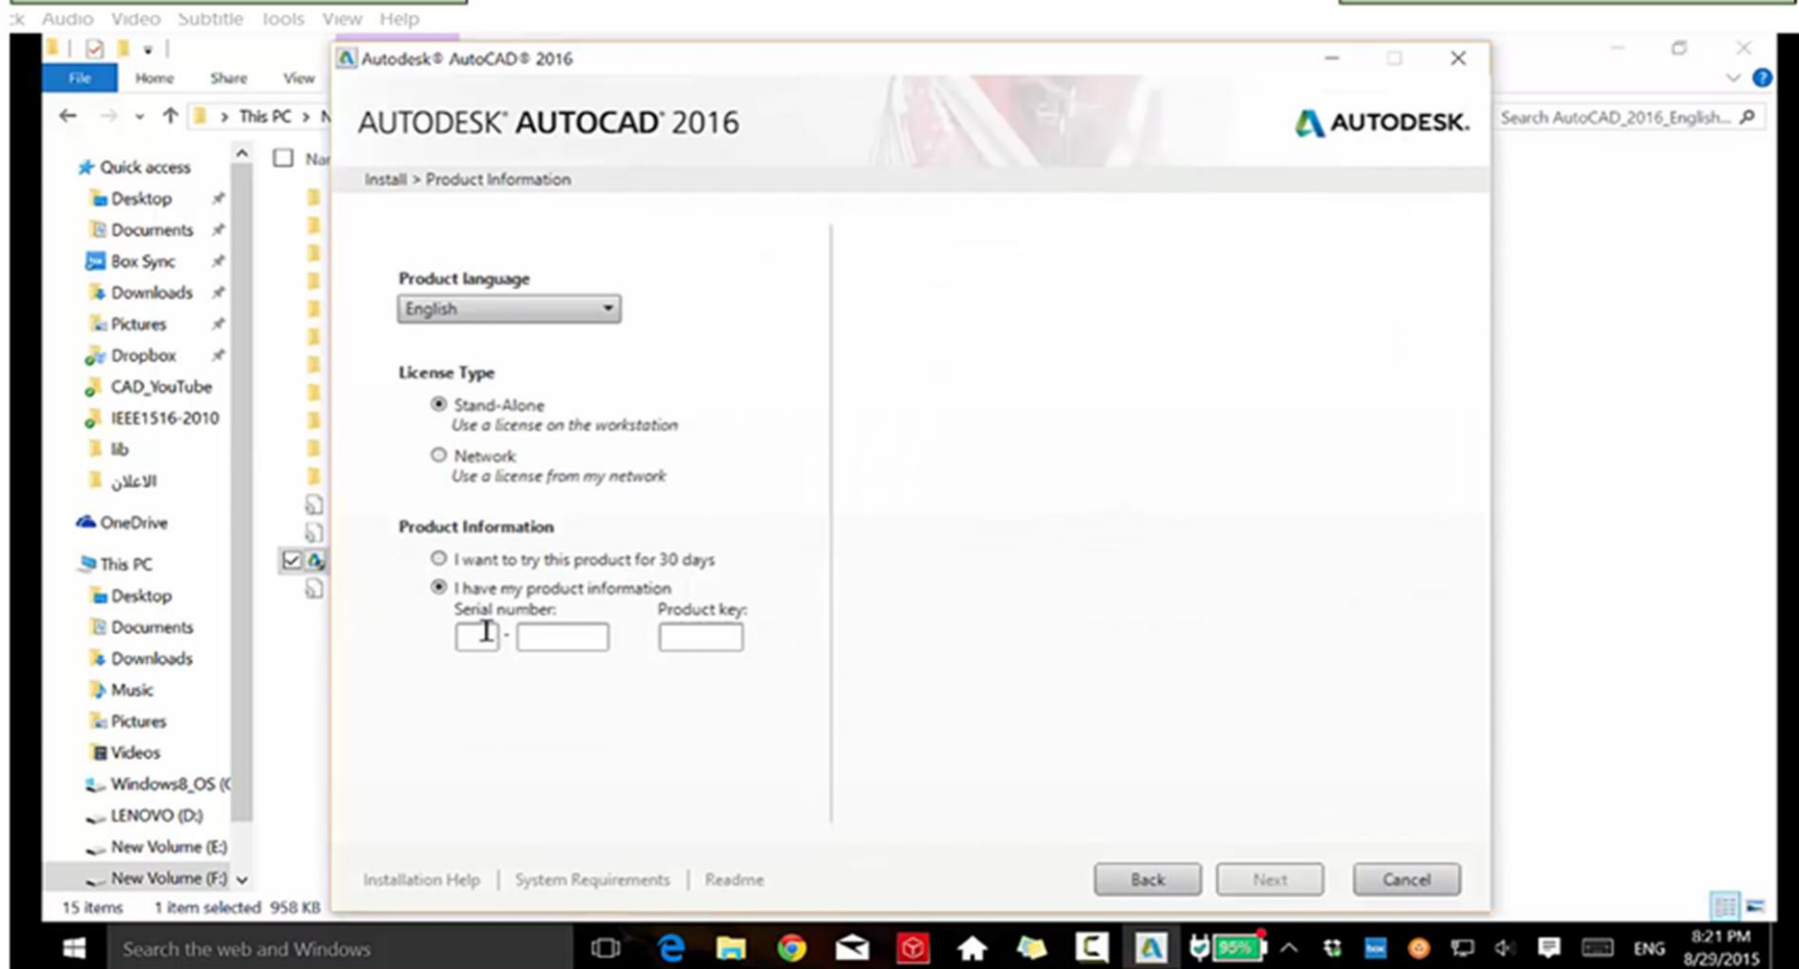 Audio Video Subtitle Tools View Help
Autodesk® AutoCAD® 2016
File Home Share View
This PC
Search AutoCAD_2016_English...
AUTODESK® AUTOCAD® 2016
AUTODESK.
Install > Product Information
Quick access
Desktop
Documents
Box Sync
Downloads
Pictures
Dropbox
CAD_YouTube
IEEE1516-2010
lib
الاعلان
OneDrive
This PC
Desktop
Documents
Downloads
Music
Pictures
Videos
Windows8_OS (C
LENOVO (D:)
New Volume (E:)
New Volume (F:)
15 items 1 item selected 958 KB
Product language
English
License Type
Stand-Alone
Use a license on the workstation
Network
Use a license from my network
Product Information
I want to try this product for 30 days
I have my product information
Serial number: Product key:
-
Installation Help | System Requirements | Readme
Back Next Cancel
Search the web and Windows
95%
box
ENG
8:21 PM
8/29/2015